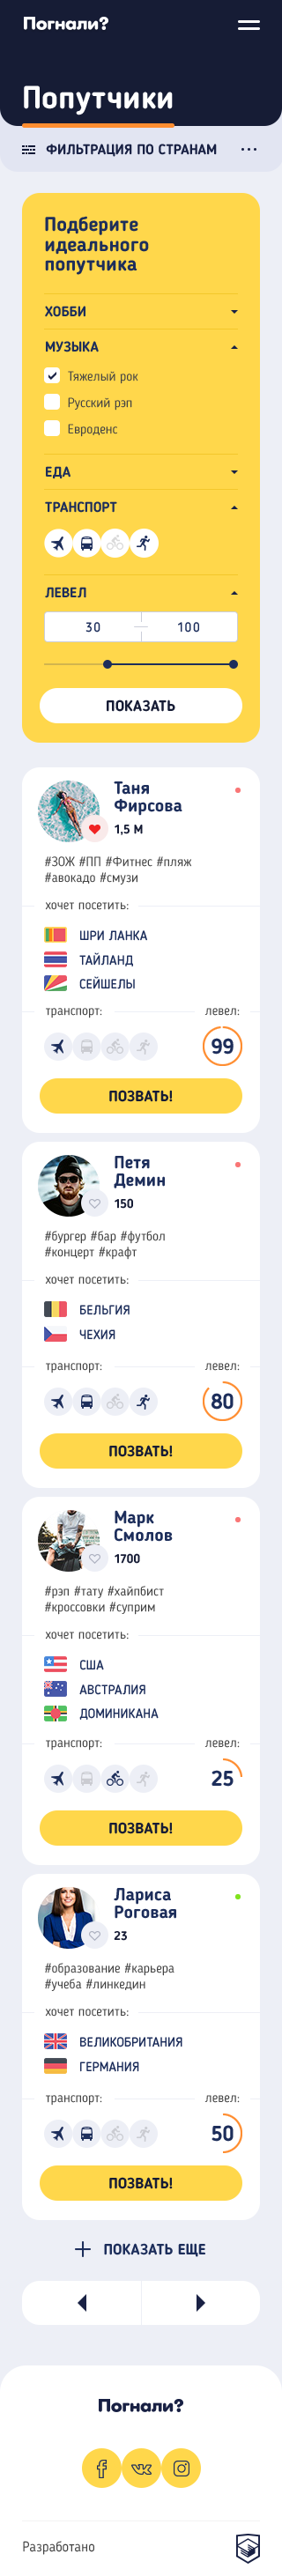 Погнали?
Попутчики
ФИЛЬТРАЦИЯ ПО СТРАНАМ
Подберите
идеального
попутчика
ХОББИ
МУЗЫКА
Тяжелый рок
Русский рэп
Евроденс
ЕДА
ТРАНСПОРТ
ЛЕВЕЛ
30 100
ПОКАЗАТЬ
Таня
Фирсова
1,5 М
#ЗОЖ #ПП #Фитнес #пляж
#авокадо #смузи
хочет посетить:
ШРИ ЛАНКА
ТАЙЛАНД
СЕЙШЕЛЫ
транспорт: левел:
99
ПОЗВАТЬ!
Петя
Демин
150
#бургер #бар #футбол
#концерт #крафт
хочет посетить:
БЕЛЬГИЯ
ЧЕХИЯ
транспорт: левел:
80
ПОЗВАТЬ!
Марк
Смолов
1700
#рэп #тату #хайпбист
#кроссовки #суприм
хочет посетить:
США
АВСТРАЛИЯ
ДОМИНИКАНА
транспорт: левел:
25
ПОЗВАТЬ!
Лариса
Роговая
23
#образование #карьера
#учеба #линкедин
хочет посетить:
ВЕЛИКОБРИТАНИЯ
ГЕРМАНИЯ
транспорт: левел:
50
ПОЗВАТЬ!
ПОКАЗАТЬ ЕЩЕ
Погнали?
Разработано